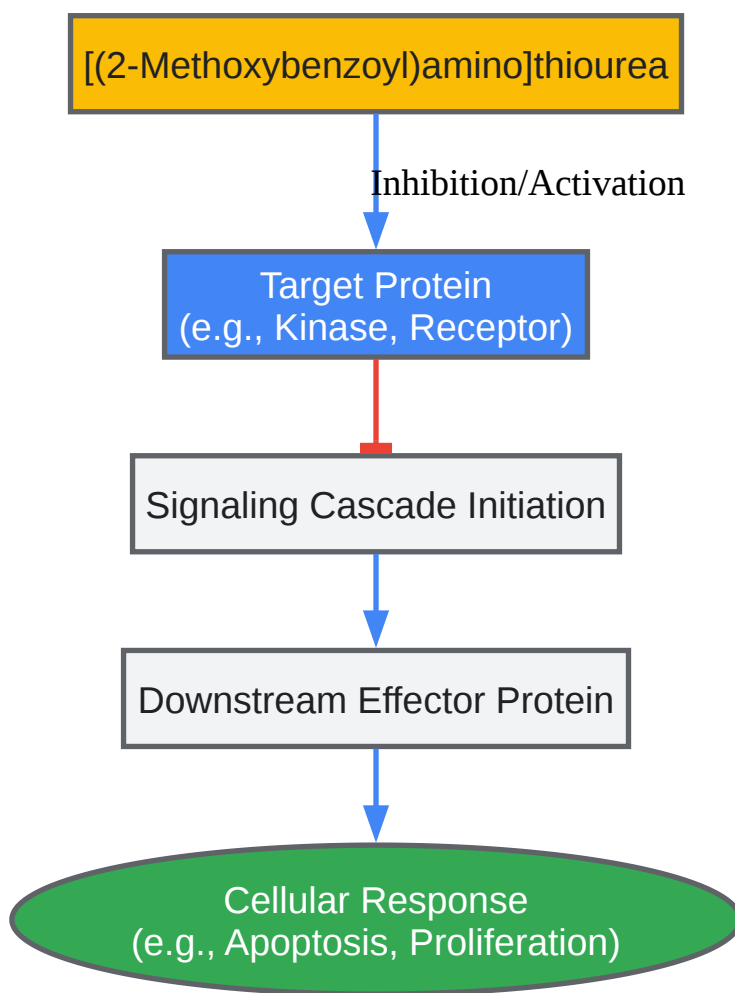 [(2-Methoxybenzoyl)amino]thiourea
Inhibition/Activation
Target Protein
(e.g., Kinase, Receptor)
Signaling Cascade Initiation
Downstream Effector Protein
Cellular Response
(e.g., Apoptosis, Proliferation)